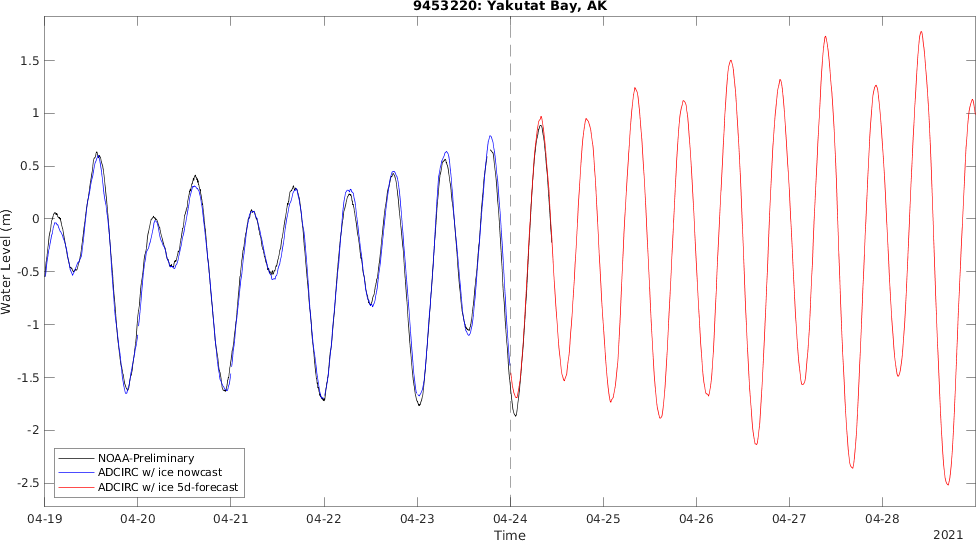 9453220: Yakutat Bay, AK
Water Level (m)
1.5
1
0.5
0
-0.5
-1
-1.5
-2
-2.5
NOAA-Preliminary
ADCIRC w/ ice nowcast
ADCIRC w/ ice 5d-forecast
04-19 04-20 04-21 04-22 04-23 04-24 04-25 04-26 04-27 04-28
Time
2021